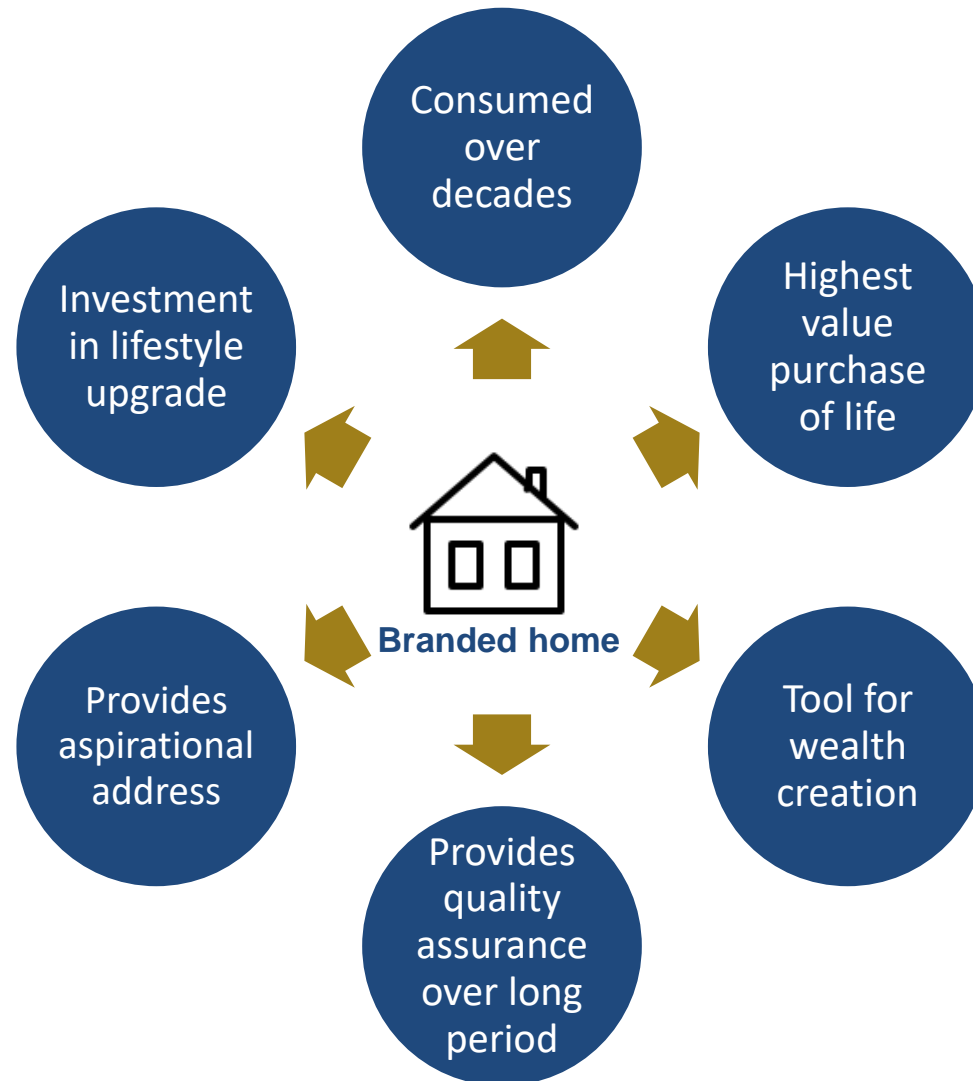 Consumed
over
decades
Highest
value
purchase
of life
Tool for
wealth
creation
Provides
quality
assurance
over long
period
Provides
aspirational
address
Investment
in lifestyle
upgrade
Branded home